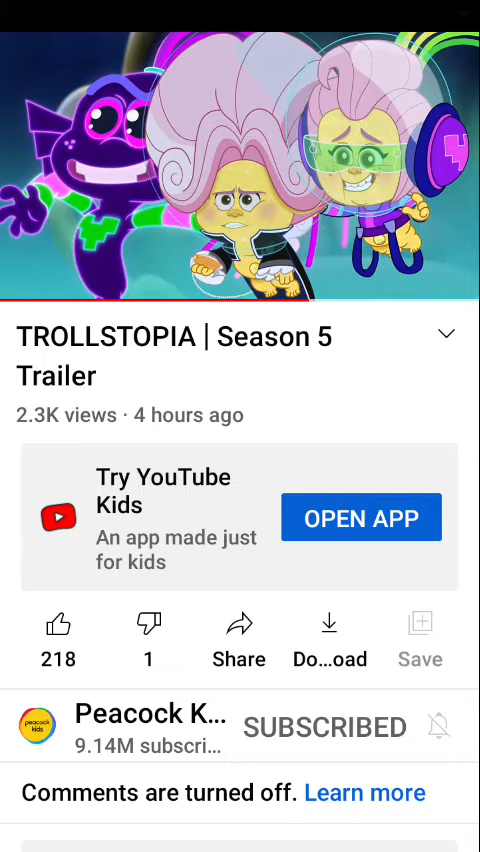 TROLLSTOPIA | Season 5
Trailer
2.3K views · 4 hours ago
Try YouTube
Kids
An app made just
for kids
OPEN APP
218
1
Share
Do...oad
Save
peacock
kids
Peacock K...
9.14M subscri...
SUBSCRIBED
Comments are turned off. Learn more